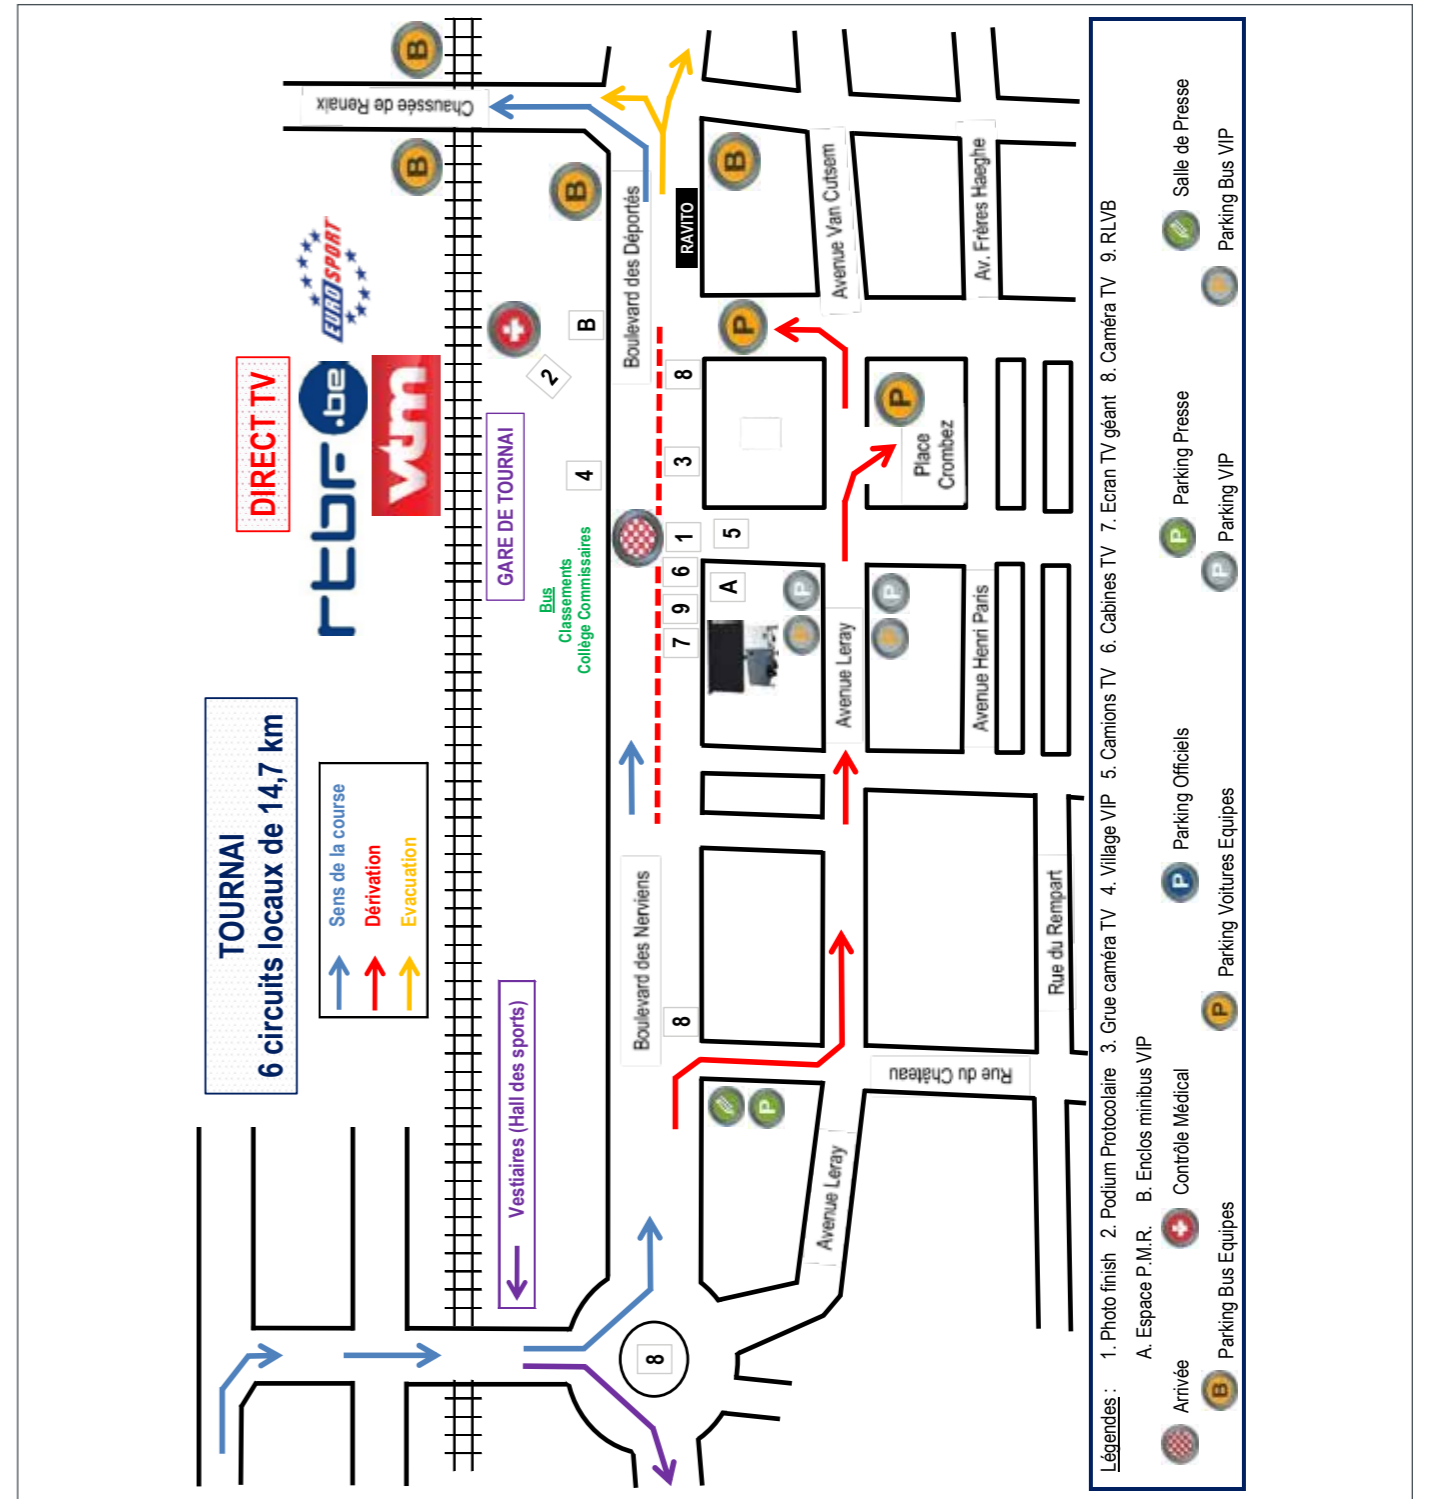 TOURNAI
6 circuits locaux de 14,7 km
DIRECT TV
rtbf.be
EUROSPORT
vtm
Sens de la course
Dérivation
Evacuation
Vestiaires (Hall des sports)
GARE DE TOURNAI
Bus
Classements
Collège Commissaires
Chaussée de Renaix
B
B
B
B
2
B
4
Boulevard des Nerviens
Boulevard des Déportés
RAVITO
8
8
7
9
6
1
3
8
A
5
P
P
P
P
P
P
P
Avenue Leray
Avenue Leray
Avenue Van Cutsem
Place
Crombez
Rue du Château
Avenue Henri Paris
Av. Frères Haeghe
Rue du Rempart
Légendes :
1. Photo finish 2. Podium Protocolaire 3. Grue caméra TV 4. Village VIP 5. Camions TV 6. Cabines TV 7. Ecran TV géant 8. Caméra TV 9. RLVB
A. Espace P.M.R. B. Enclos minibus VIP
Arrivée Contrôle Médical P Parking Officiels P Parking Presse Salle de Presse
B Parking Bus Equipes P Parking Voitures Equipes P Parking VIP P Parking Bus VIP